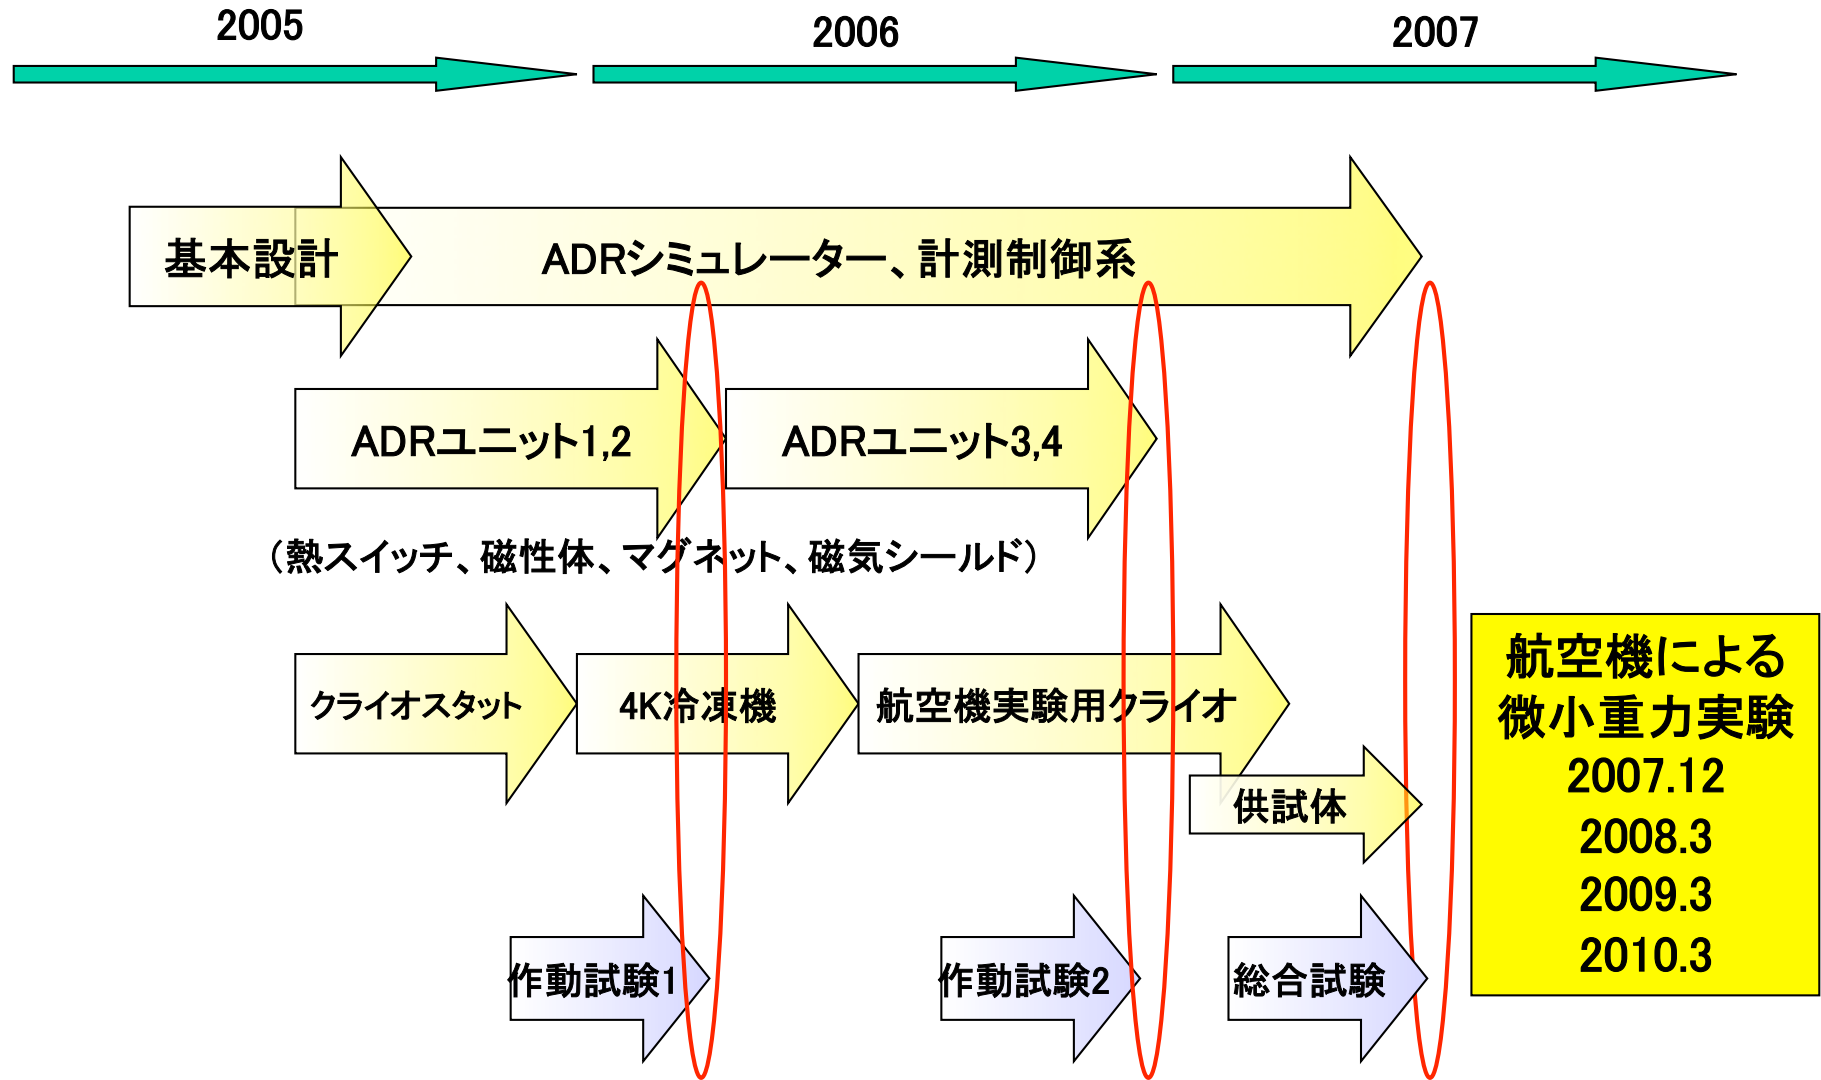 2005
2006
2007
基本設計
ADRシミュレーター、計測制御系
ADRユニット1,2
ADRユニット3,4
（熱スイッチ、磁性体、マグネット、磁気シールド）
クライオスタット
4K冷凍機
航空機実験用クライオ
供試体
作動試験1
作動試験2
総合試験
航空機による
微小重力実験
2007.12
2008.3
2009.3
2010.3